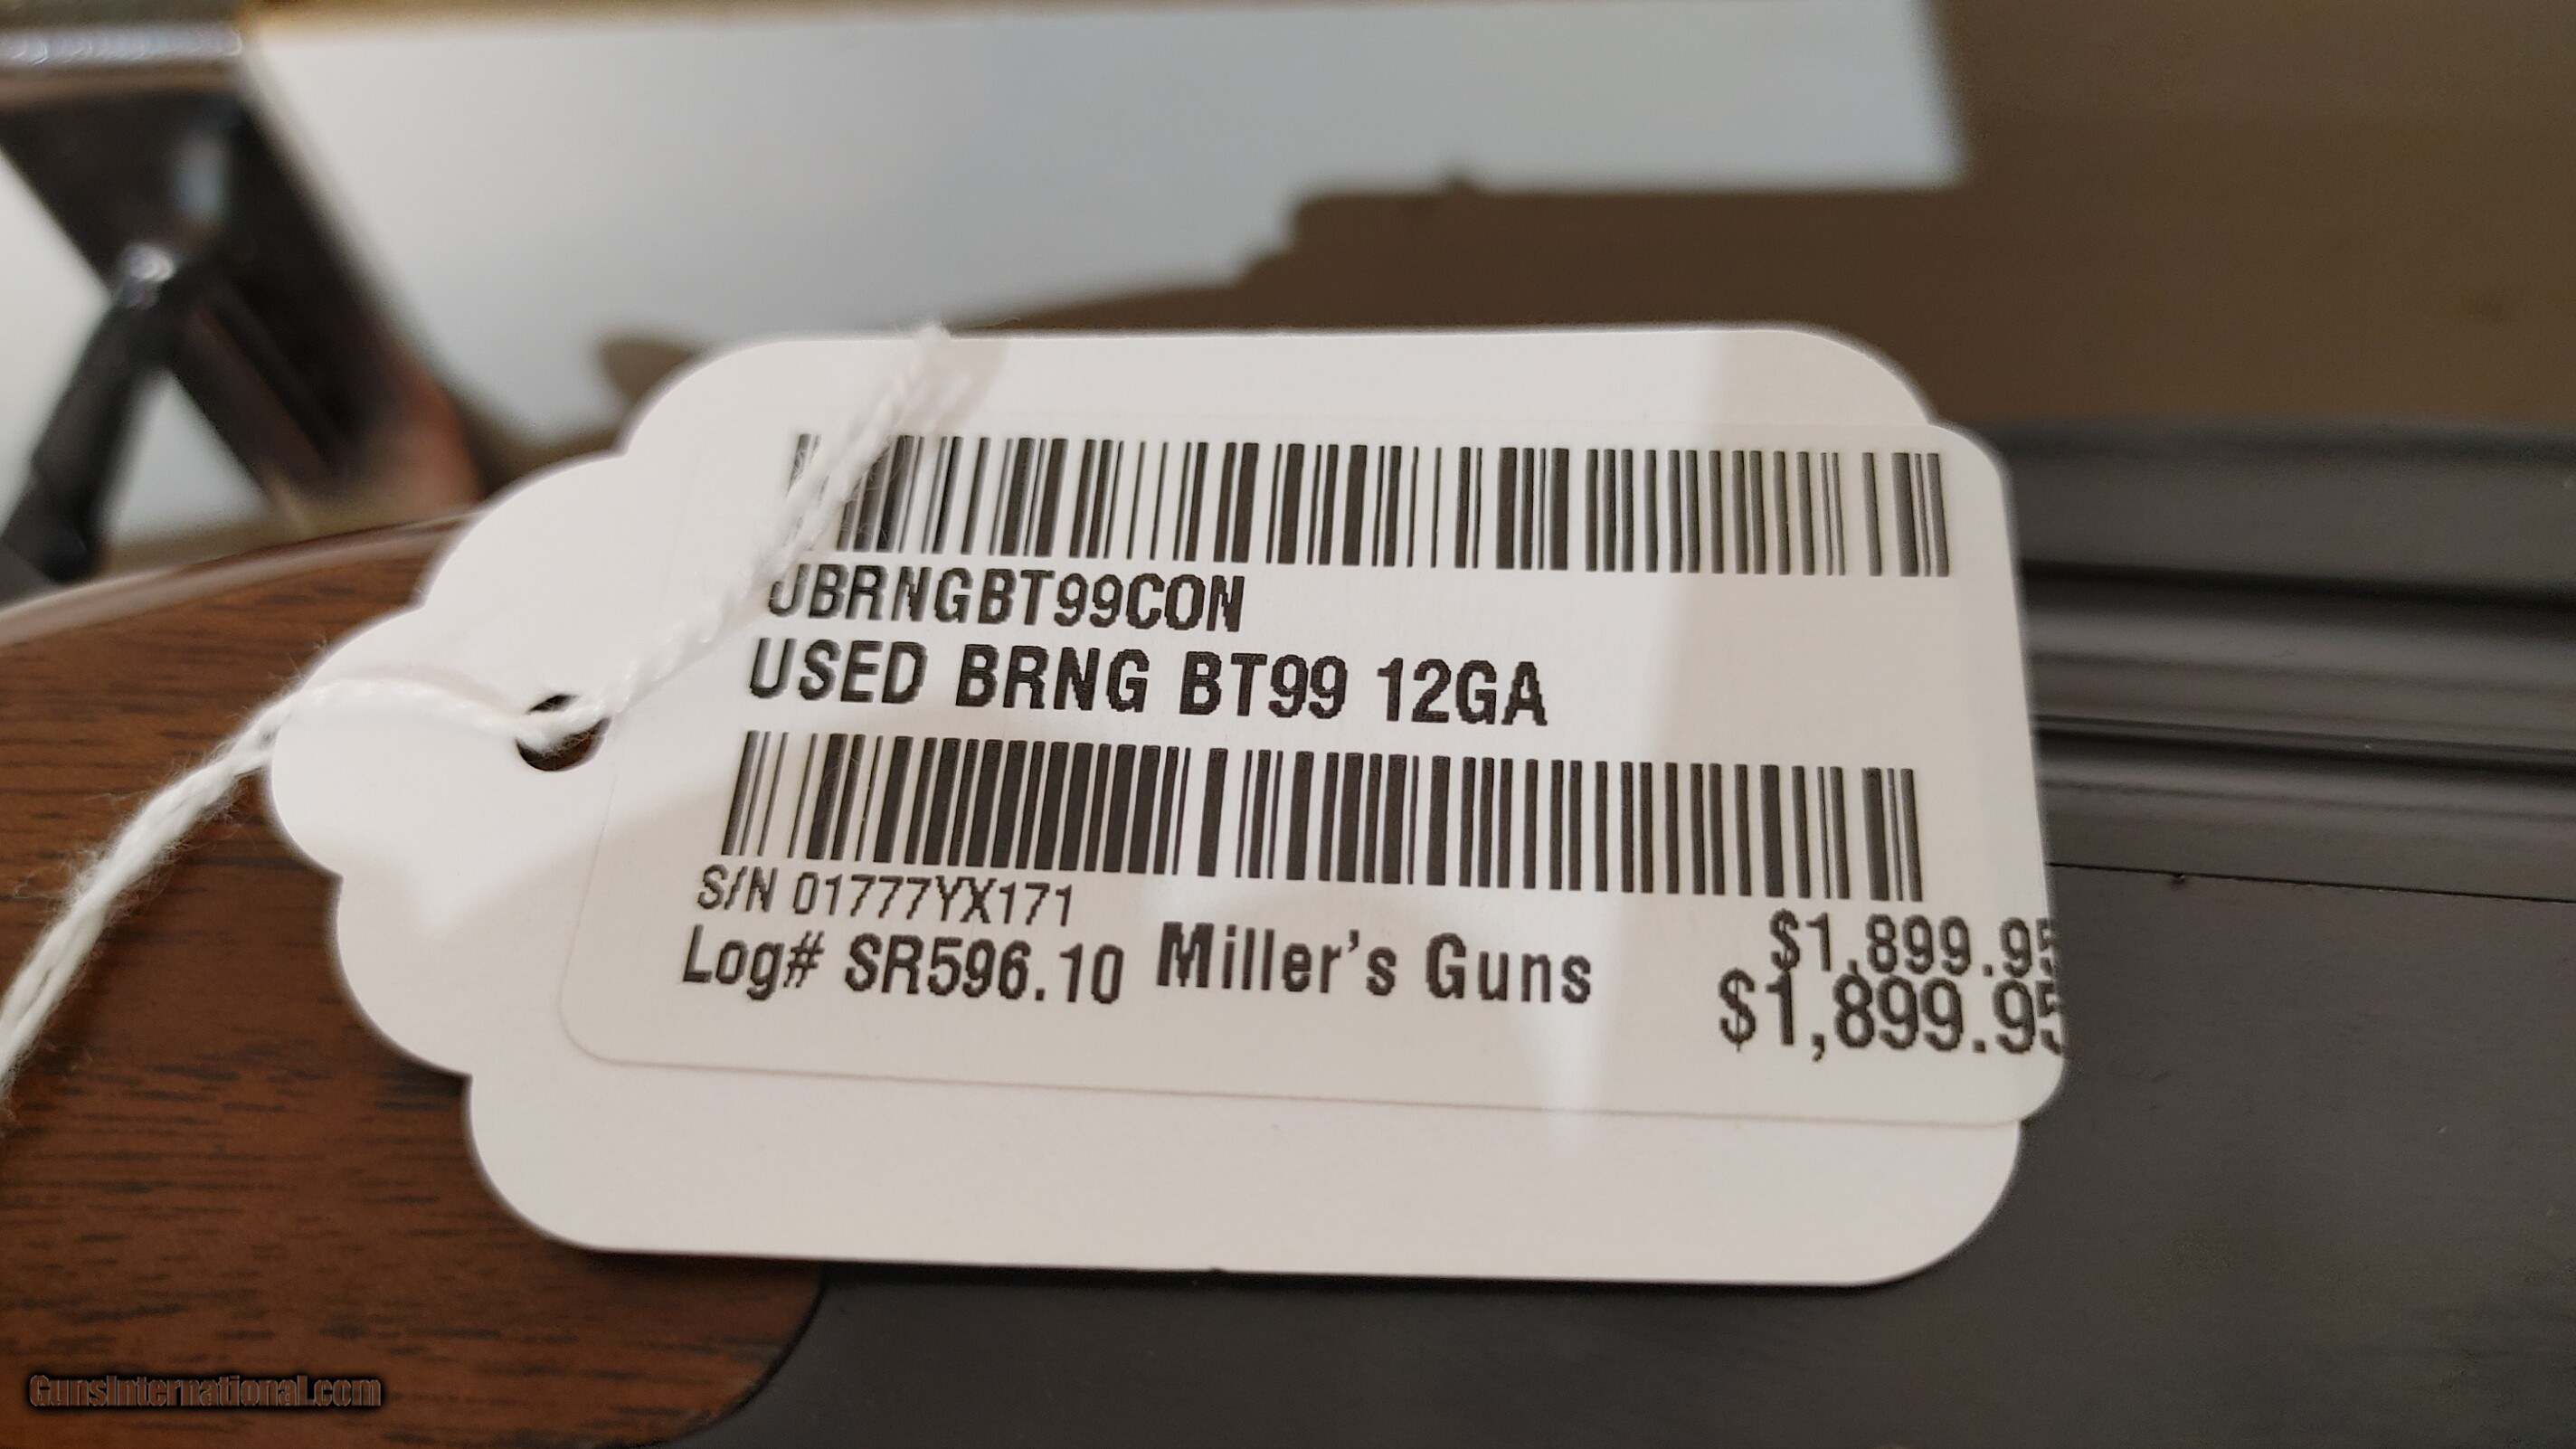 UBRNGBT99CON
USED BRNG BT99 12GA
S/N 01777YX171
Log# SR596.10 Miller's Guns
$1,899.95
$1,899.95
GunsInternational.com